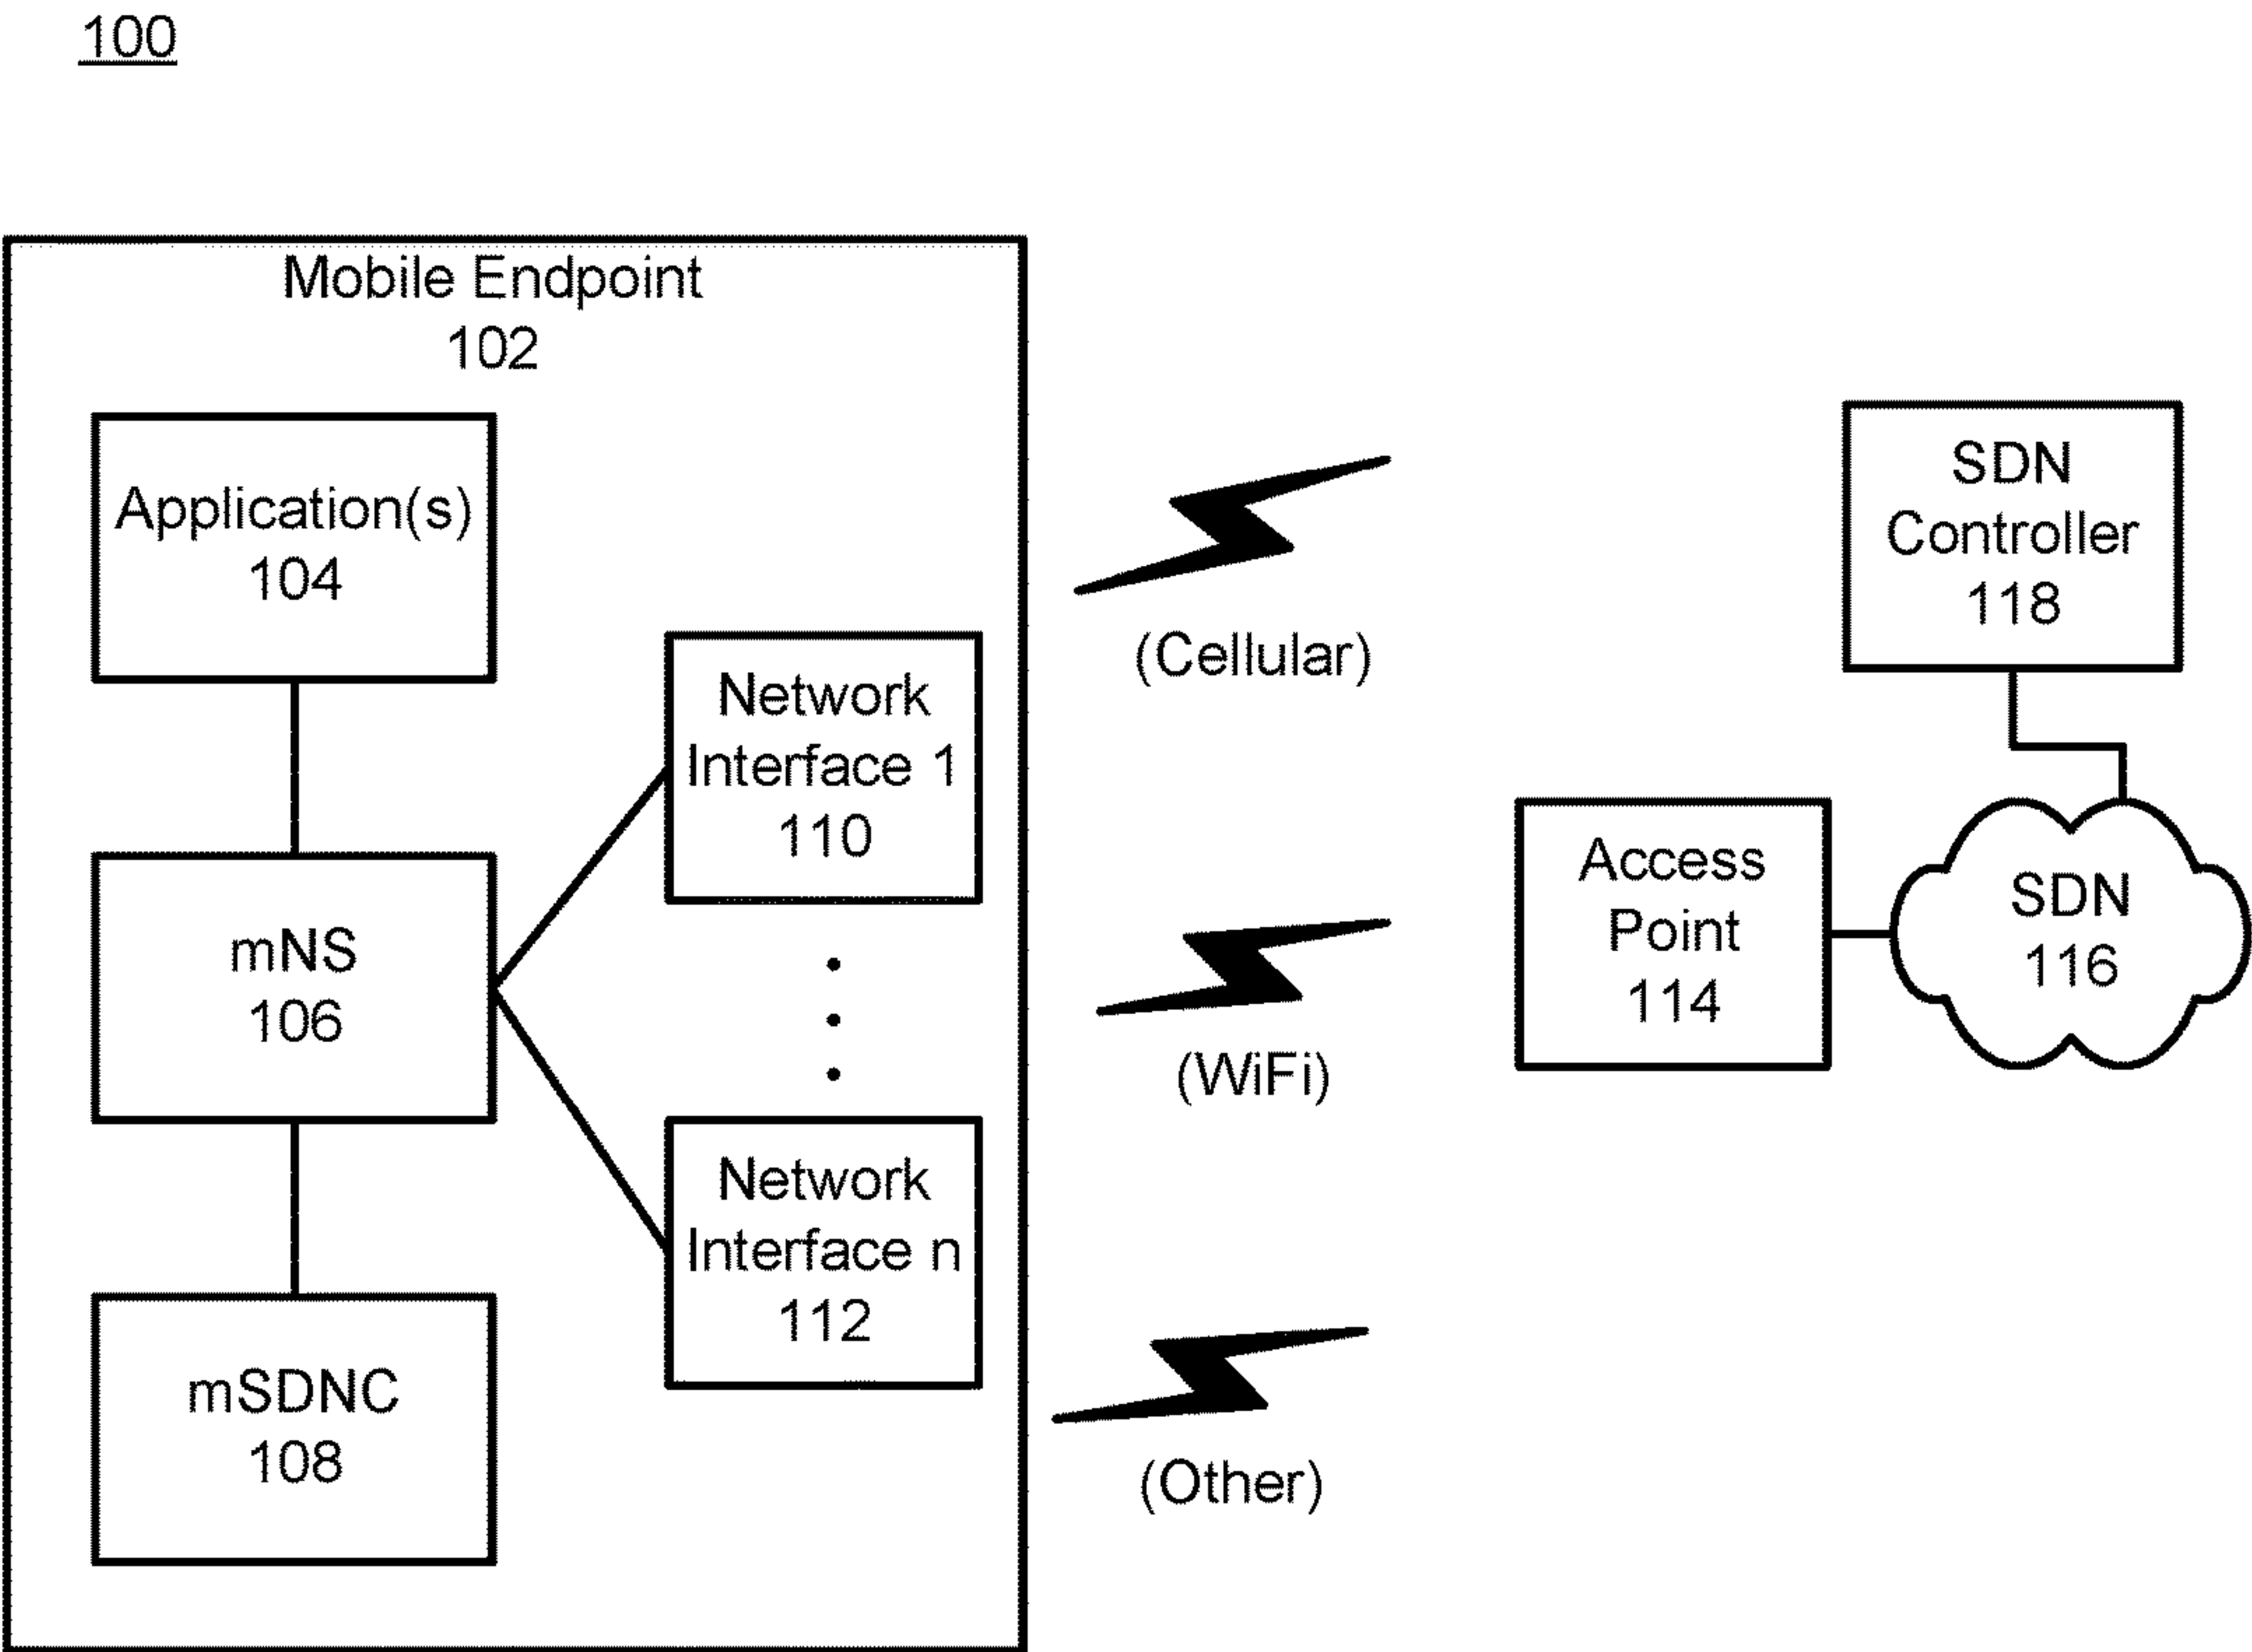 100
Mobile Endpoint
102
Application(s)
104
mNS
106
mSDNC
108
Network
Interface 1
110
Network
Interface n
112
(Cellular)
(WiFi)
(Other)
Access
Point
114
SDN
Controller
118
SDN
116